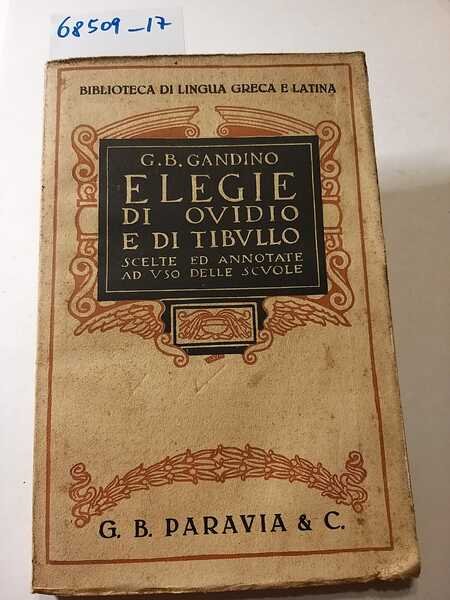 68509_17
BIBLIOTECA DI LINGUA GRECA E LATINA
G. B. GANDINO
ELEGIE
DI OVIDIO
E DI TIBVLLO
SCELTE ED ANNOTATE
AD VSO DELLE SCVOLE
G. B. PARAVIA & C.